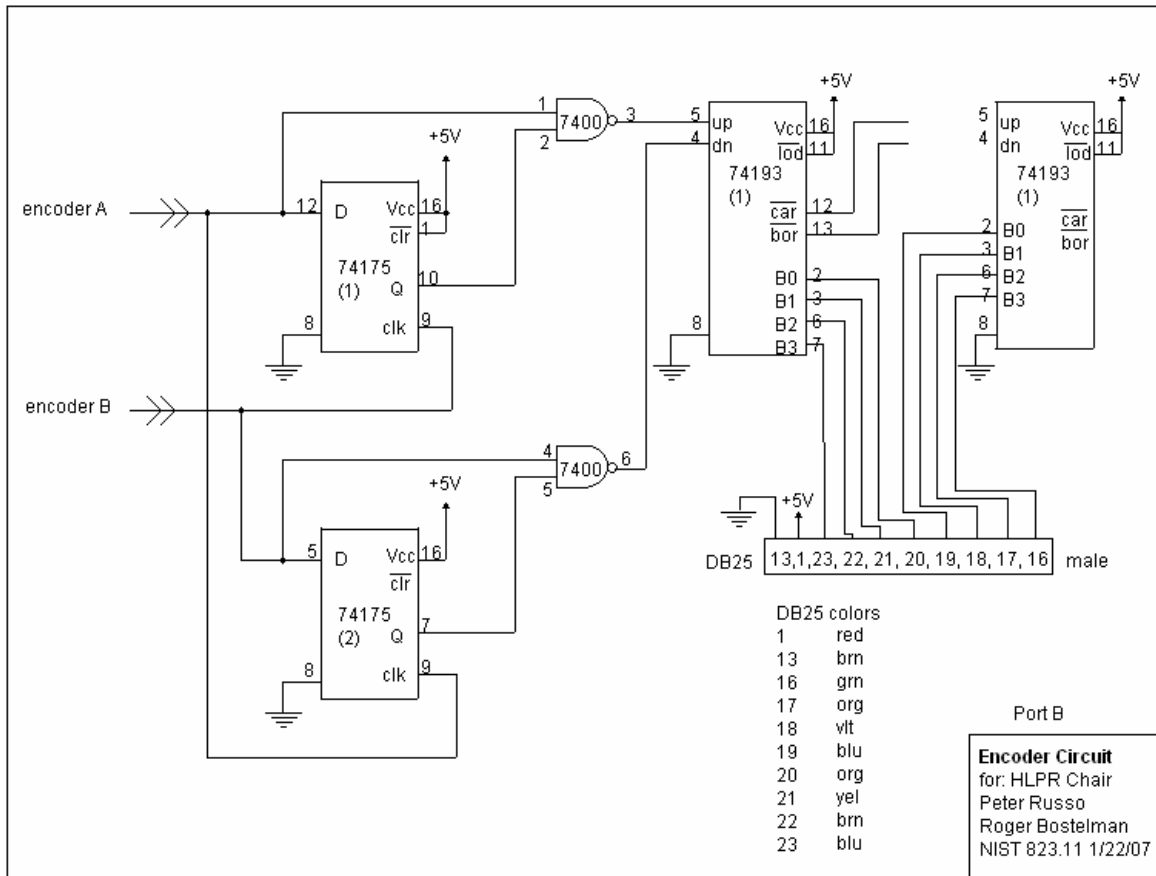 +5V
+5V
1
7400
3
2
5
up
4
dn
Vcc
16
lod
11
74193
(1)
car
12
bor
13
B0
2
B1
3
B2
6
B3
7
8
5
up
4
dn
Vcc
16
lod
11
74193
(1)
car
bor
2
B0
3
B1
6
B2
7
B3
8
+5V
encoder A
12
D
Vcc
16
clr
1
74175
(1)
Q
10
8
clk
9
encoder B
4
7400
6
5
+5V
5
D
Vcc
16
clr
74175
(2)
Q
7
8
clk
9
+5V
DB25
13,1,23, 22, 21, 20, 19, 18, 17, 16
male
DB25 colors
1 red
13 brn
16 grn
17 org
18 vlt
19 blu
20 org
21 yel
22 brn
23 blu
Port B
Encoder Circuit
for: HLPR Chair
Peter Russo
Roger Bostelman
NIST 823.11 1/22/07